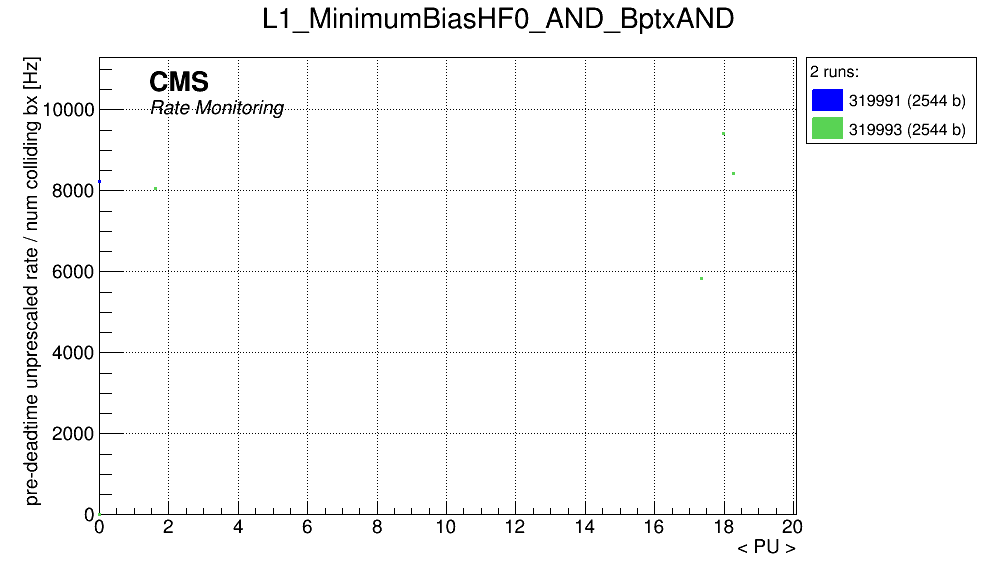 L1_MinimumBiasHF0_AND_BptxAND
CMS
Rate Monitoring
pre-deadtime unprescaled rate / num colliding bx [Hz]
10000
8000
6000
4000
2000
0
0 2 4 6 8 10 12 14 16 18 20
< PU >
2 runs:
319991 (2544 b)
319993 (2544 b)